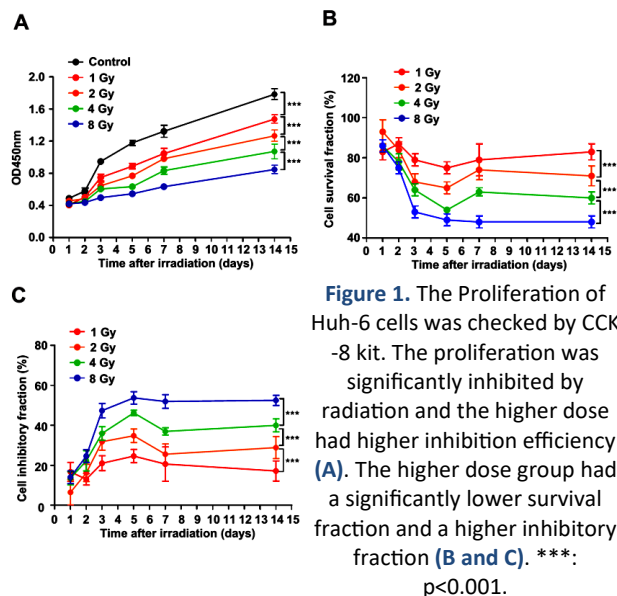 A
Control
1 Gy
2 Gy
4 Gy
8 Gy
OD450nm
2.0
1.6
1.2
0.8
0.4
0.0
0 1 2 3 4 5 6 7 8 9 10 11 12 13 14 15
Time after irradiation (days)
***
***
***
***
B
1 Gy
2 Gy
4 Gy
8 Gy
Cell survival fraction (%)
120
100
80
60
40
0 1 2 3 4 5 6 7 8 9 10 11 12 13 14 15
Time after irradiation (days)
***
***
***
C
1 Gy
2 Gy
4 Gy
8 Gy
Cell inhibitory fraction (%)
80
60
40
20
0
0 1 2 3 4 5 6 7 8 9 10 11 12 13 14 15
Time after irradiation (days)
***
***
***
Figure 1. The Proliferation of
Huh-6 cells was checked by CCK
-8 kit. The proliferation was
significantly inhibited by
radiation and the higher dose
had higher inhibition efficiency
(A). The higher dose group had
a significantly lower survival
fraction and a higher inhibitory
fraction (B and C). ***:
p<0.001.